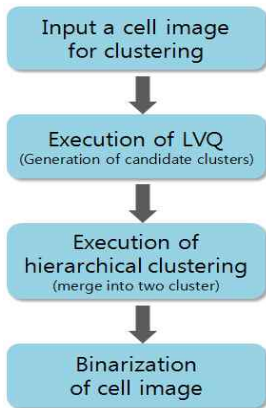 Input a cell image
for clustering
Execution of LVQ
(Generation of candidate clusters)
Execution of
hierarchical clustering
(merge into two cluster)
Binarization
of cell image